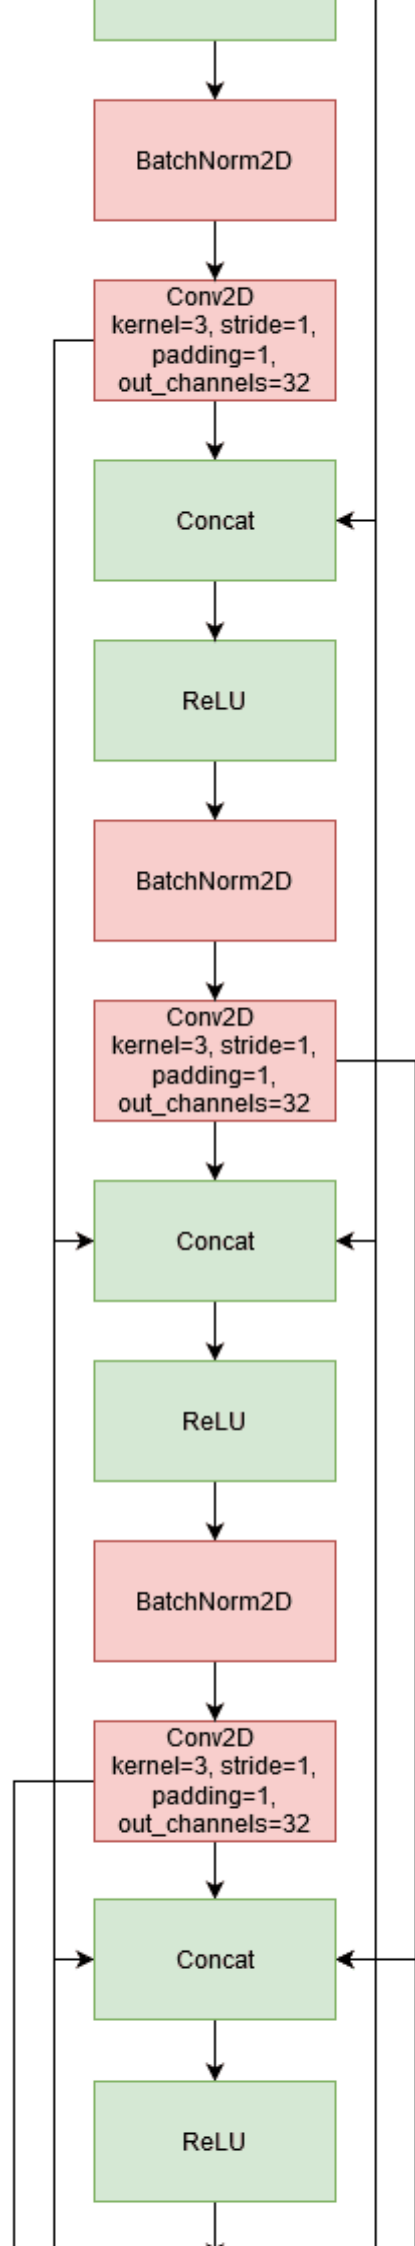 BatchNorm2D
Conv2D
kernel=3, stride=1,
padding=1,
out_channels=32
Concat
ReLU
BatchNorm2D
Conv2D
kernel=3, stride=1,
padding=1,
out_channels=32
Concat
ReLU
BatchNorm2D
Conv2D
kernel=3, stride=1,
padding=1,
out_channels=32
Concat
ReLU